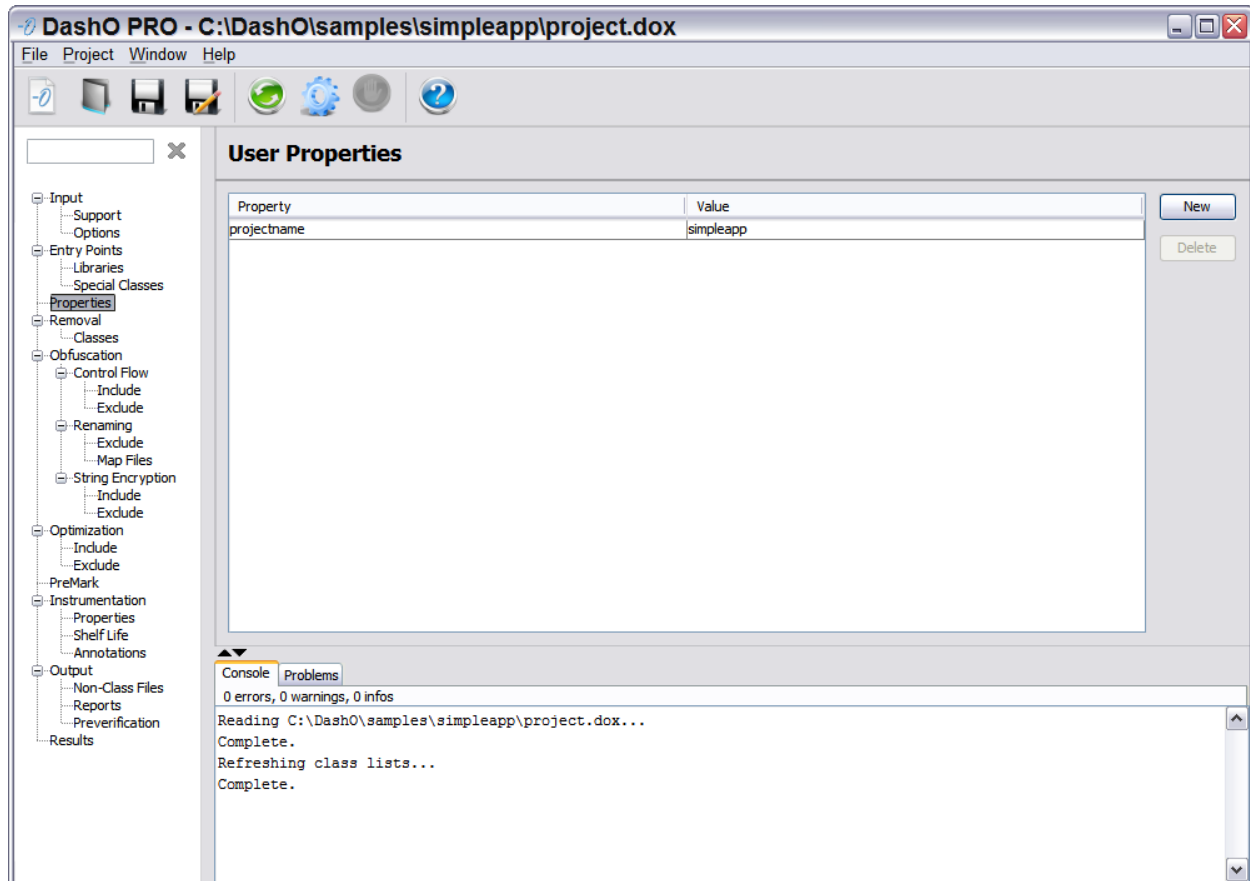 DashO PRO - C:\DashO\samples\simpleapp\project.dox
File Project Window Help
User Properties
Input
Support
Options
Entry Points
Libraries
Special Classes
Properties
Removal
Classes
Obfuscation
Control Flow
Include
Exclude
Renaming
Exclude
Map Files
String Encryption
Include
Exclude
Optimization
Include
Exclude
PreMark
Instrumentation
Properties
Shelf Life
Annotations
Output
Non-Class Files
Reports
Preverification
Results
Property Value
projectname simpleapp
New
Delete
Console Problems
0 errors, 0 warnings, 0 infos
Reading C:\DashO\samples\simpleapp\project.dox...
Complete.
Refreshing class lists...
Complete.